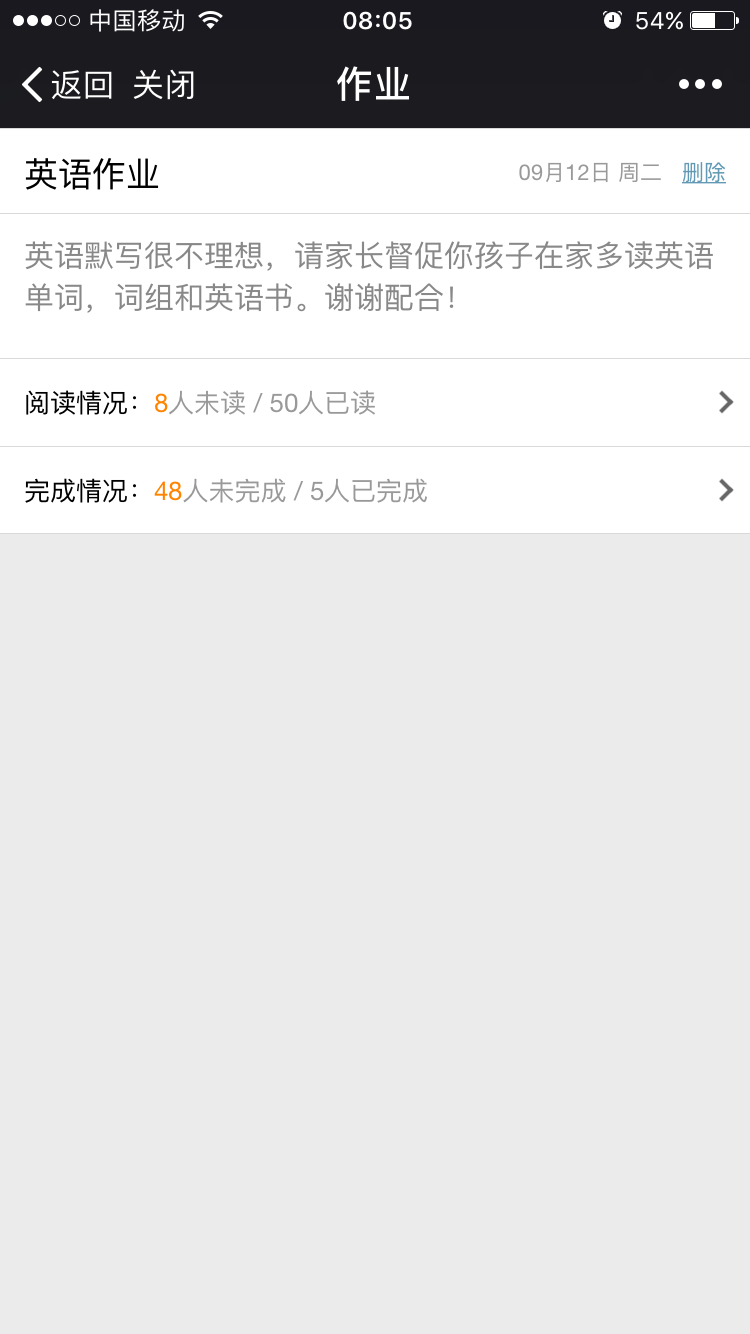 中国移动 08:05 54%
返回 关闭 作业
英语作业 09月12日 周二 删除
英语默写很不理想，请家长督促你孩子在家多读英语
单词，词组和英语书。谢谢配合！
阅读情况：8人未读 / 50人已读
完成情况：48人未完成 / 5人已完成